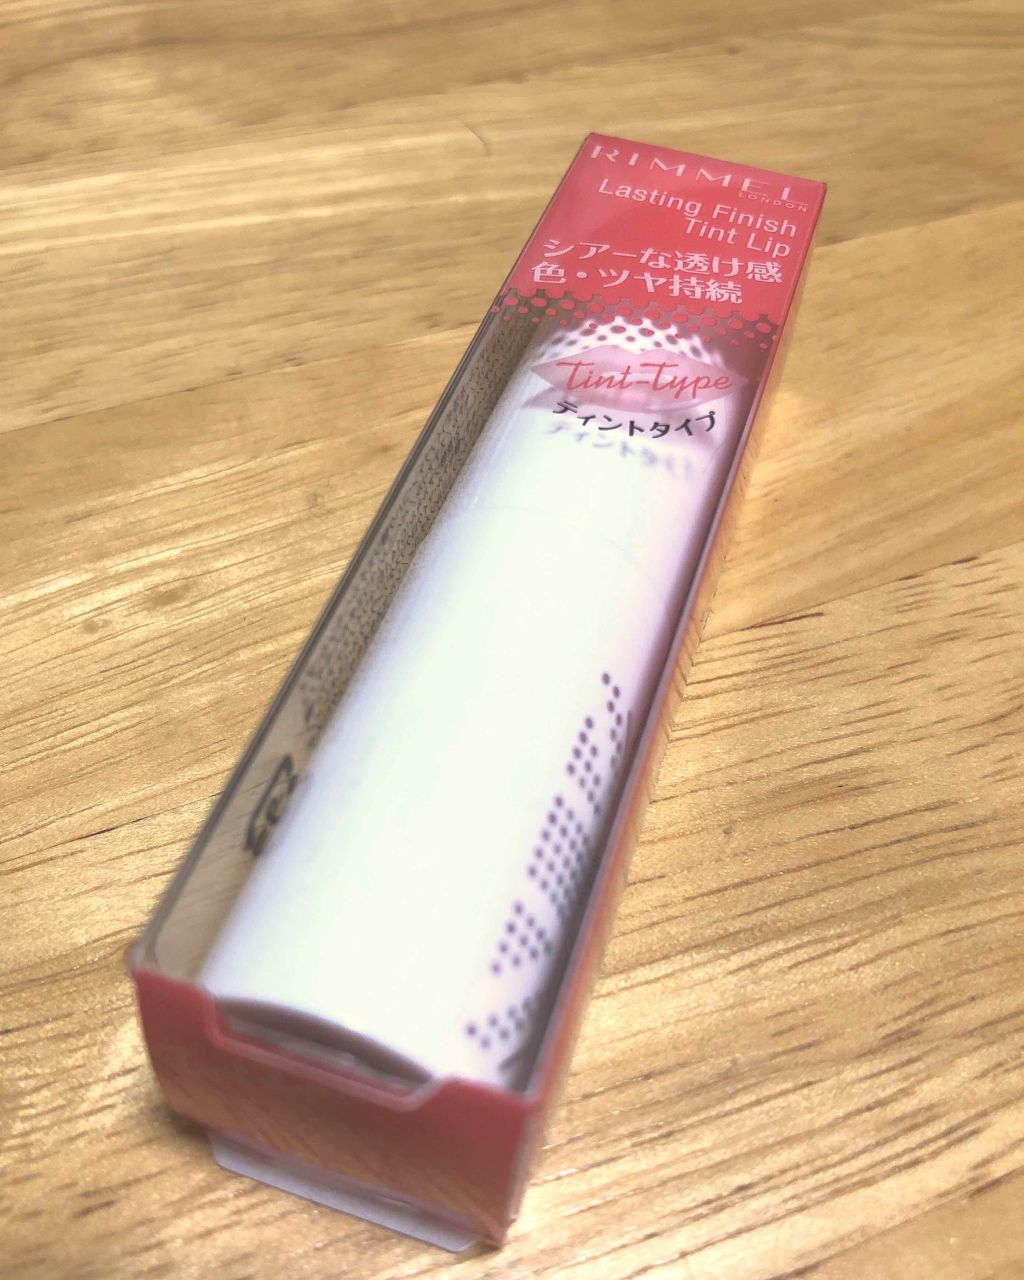 RIMMEL
LONDON
Lasting Finish
Tint Lip
シアーな透け感
色・ツヤ持続
Tint-Type
ティントタイプ